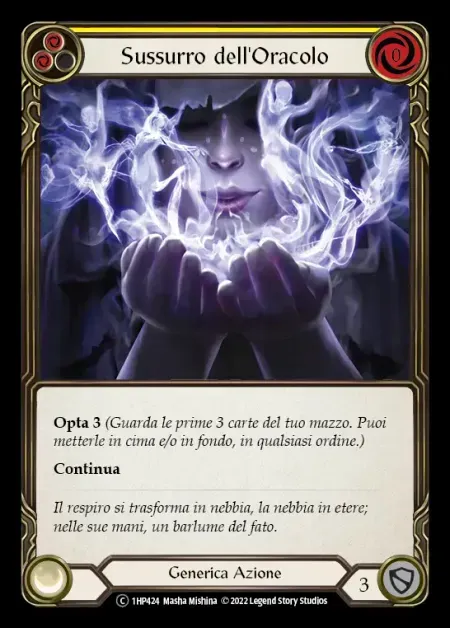 Sussurro dell'Oracolo
0
Opta 3 (Guarda le prime 3 carte del tuo mazzo. Puoi
metterle in cima e/o in fondo, in qualsiasi ordine.)
Continua
Il respiro si trasforma in nebbia, la nebbia in etere;
nelle sue mani, un barlume del fato.
Generica Azione
3
C 1HP424 Masha Mishina © 2022 Legend Story Studios